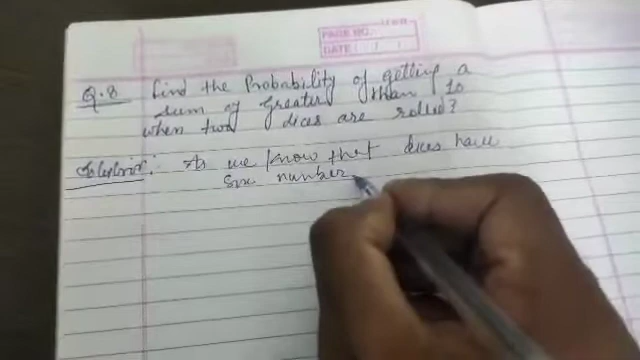 PAGE NO.
DATE: / /
Q.8 Find the Probability of getting a
sum of greater than 10
when two dices are rolled?
Solution: As we know that dices have
six number